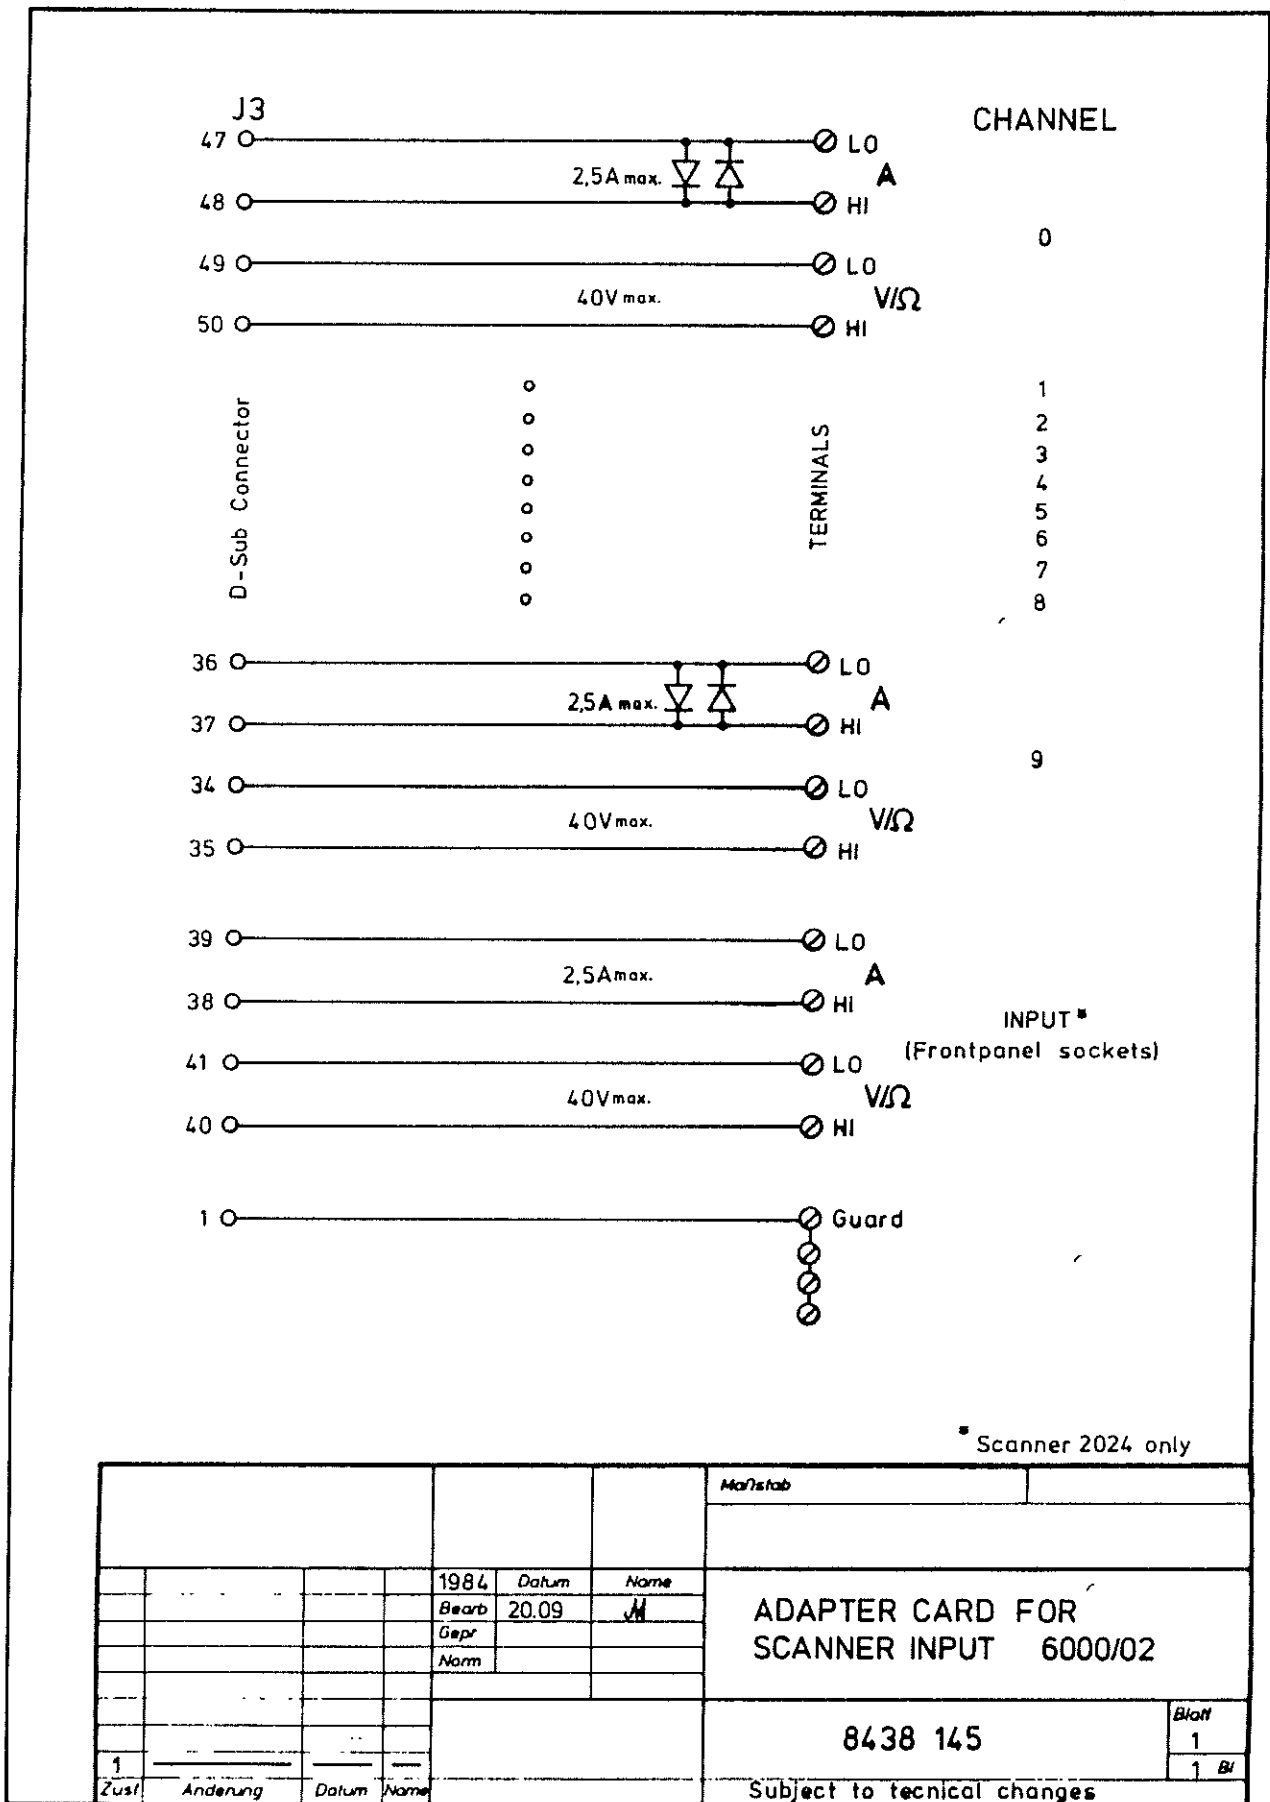 J3
CHANNEL
47 LO
2,5A max. A
48 HI
0
49 LO
40V max. V/Ω
50 HI
D-Sub Connector
TERMINALS
1
2
3
4
5
6
7
8
36 LO
2,5A max. A
37 HI
9
34 LO
40V max. V/Ω
35 HI
39 LO
2,5A max. A
38 HI
INPUT *
(Frontpanel sockets)
41 LO
40V max. V/Ω
40 HI
1 Guard
* Scanner 2024 only
Maßstab
1984 Datum Name
Bearb 20.09
Gepr
Norm
ADAPTER CARD FOR
SCANNER INPUT 6000/02
8438 145
Blatt
1
1 Bl
1
Zust Änderung Datum Name
Subject to tecnical changes